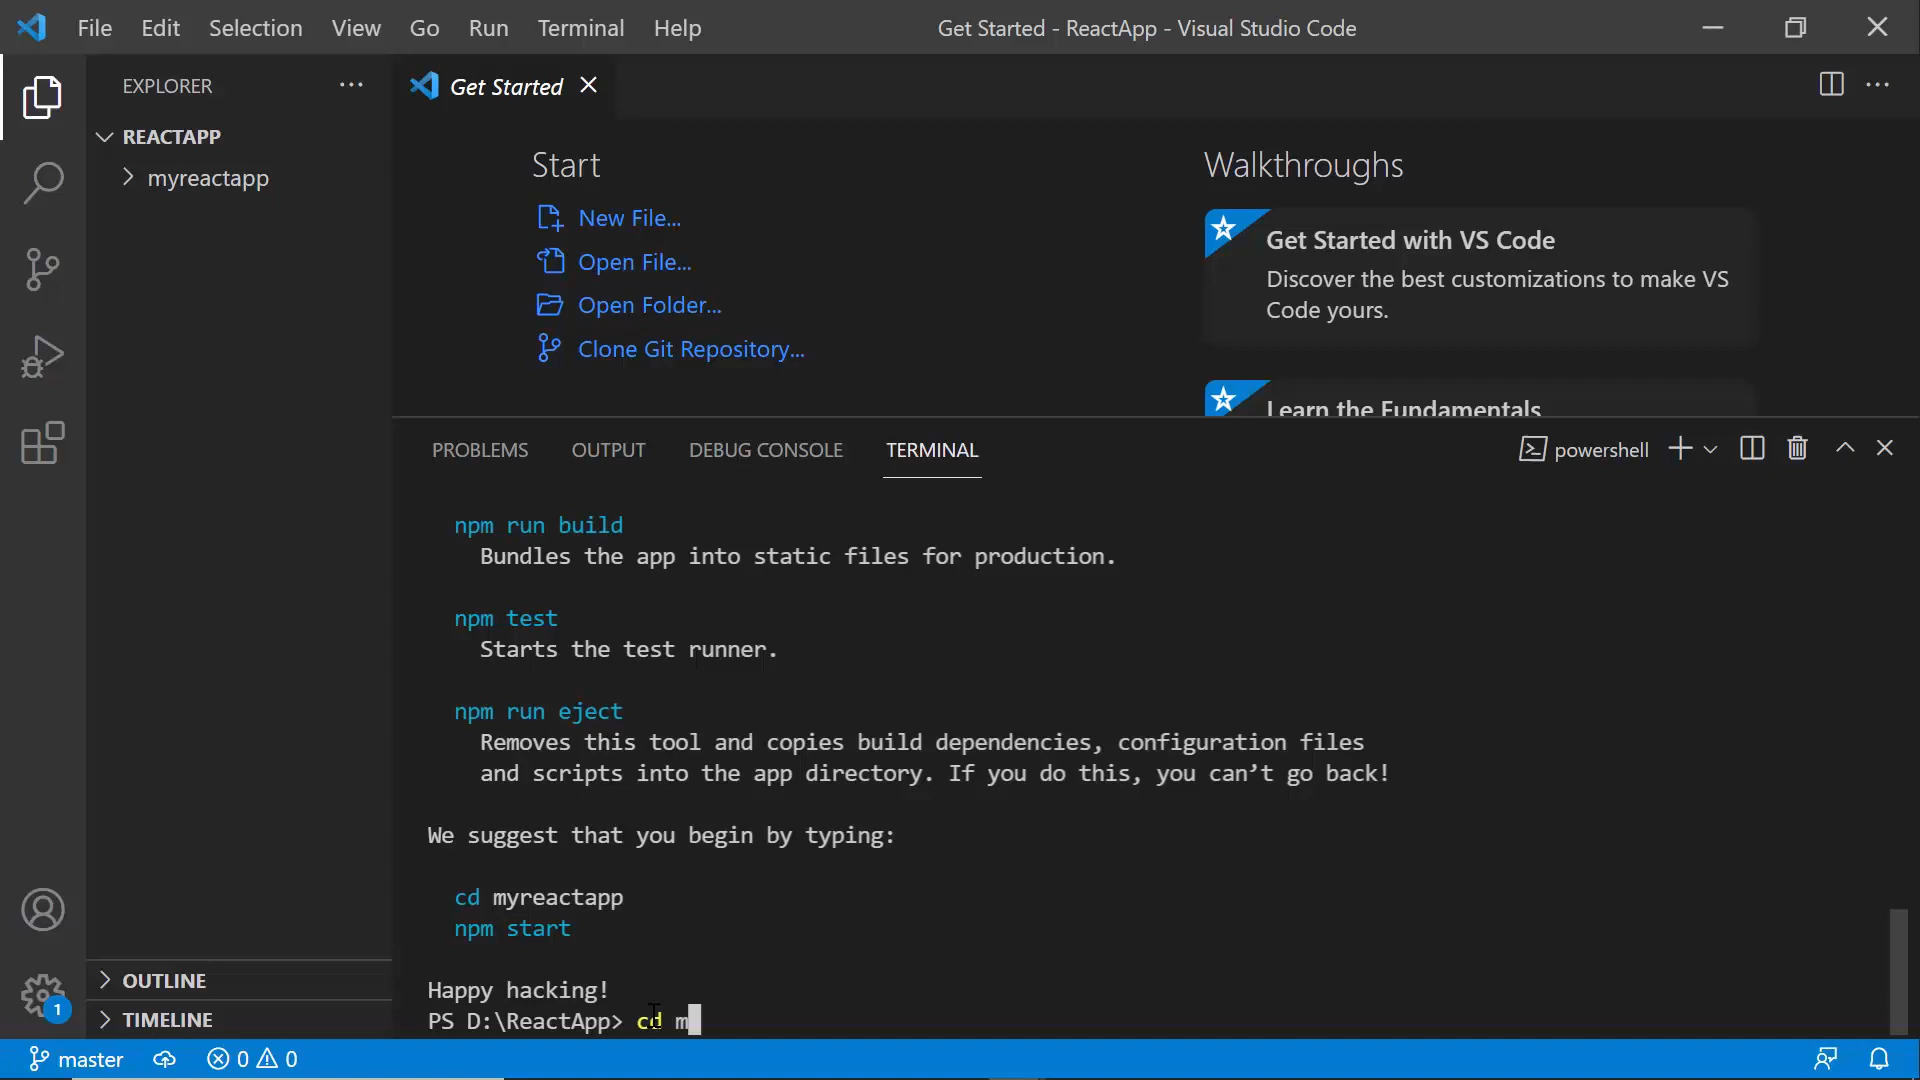 File Edit Selection View Go Run Terminal Help Get Started - ReactApp - Visual Studio Code
EXPLORER
REACTAPP
myreactapp
OUTLINE
TIMELINE
Get Started
Start
New File...
Open File...
Open Folder...
Clone Git Repository...
Walkthroughs
Get Started with VS Code
Discover the best customizations to make VS
Code yours.
Learn the Fundamentals
PROBLEMS OUTPUT DEBUG CONSOLE TERMINAL powershell
npm run build
Bundles the app into static files for production.
npm test
Starts the test runner.
npm run eject
Removes this tool and copies build dependencies, configuration files
and scripts into the app directory. If you do this, you can’t go back!
We suggest that you begin by typing:
cd myreactapp
npm start
Happy hacking!
PS D:\ReactApp> cd m
1
master 0 0